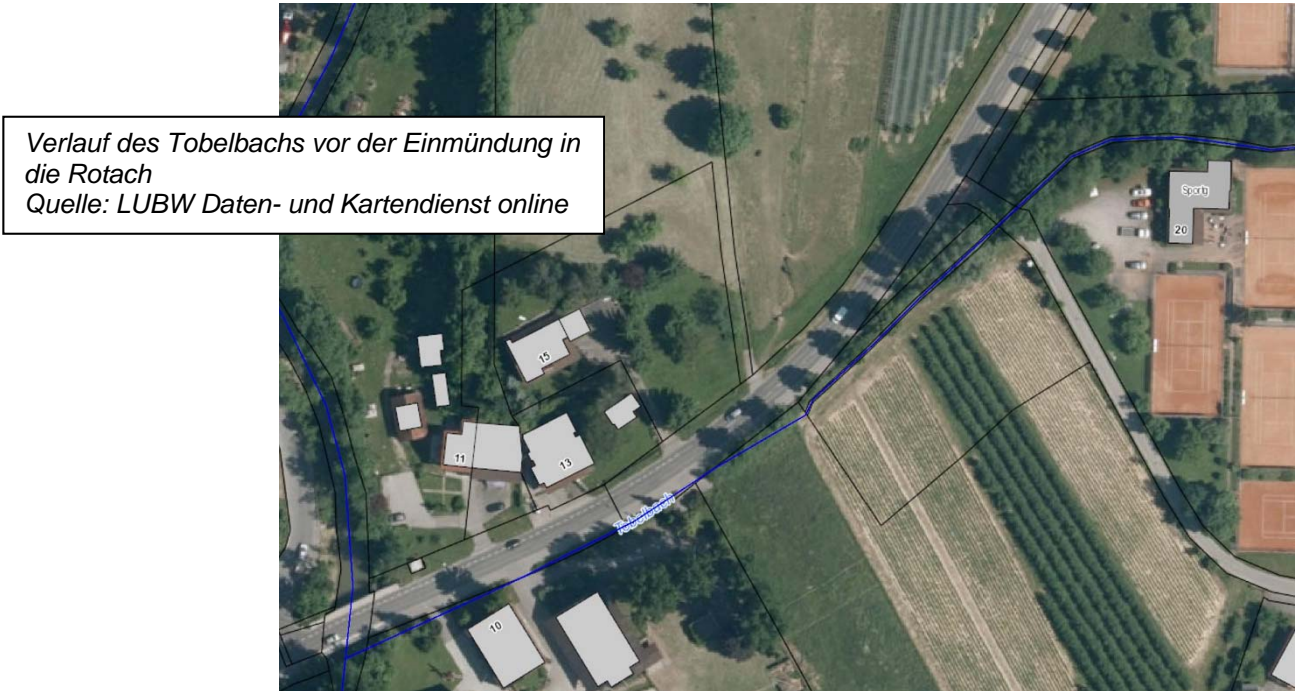 Verlauf des Tobelbachs vor der Einmündung in
die Rotach
Quelle: LUBW Daten- und Kartendienst online
Sportg
20
15
11
13
Tobelbach
10